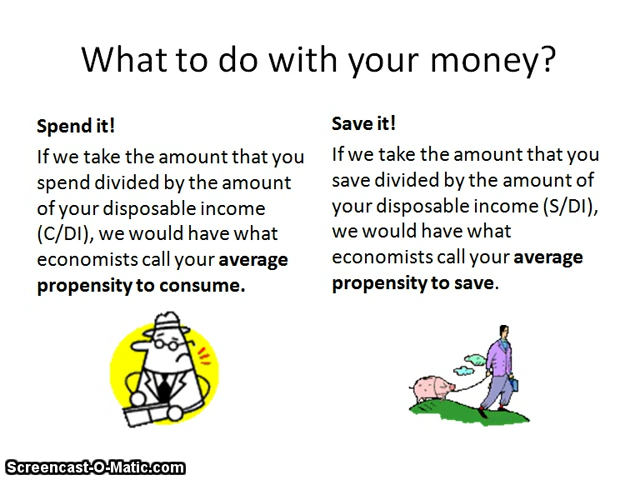 What to do with your money?
Spend it!
If we take the amount that you
spend divided by the amount
of your disposable income
(C/DI), we would have what
economists call your average
propensity to consume.
Save it!
If we take the amount that you
save divided by the amount of
your disposable income (S/DI),
we would have what
economists call your average
propensity to save.
Screencast-O-Matic.com